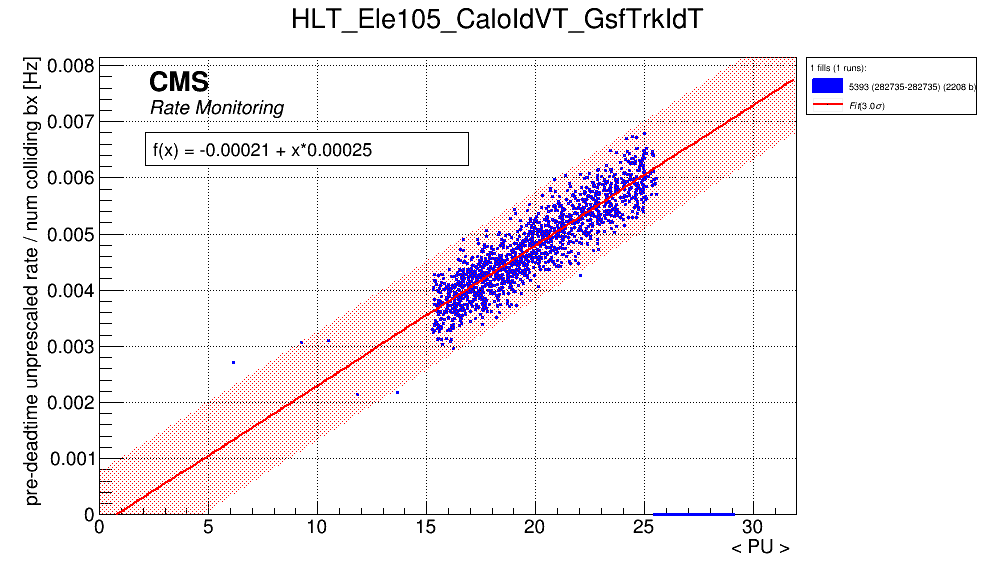 HLT_Ele105_CaloIdVT_GsfTrkIdT
pre-deadtime unprescaled rate / num colliding bx [Hz]
0.008
0.007
0.006
0.005
0.004
0.003
0.002
0.001
0
CMS
Rate Monitoring
f(x) = -0.00021 + x*0.00025
0 5 10 15 20 25 30
< PU >
1 fills (1 runs):
5393 (282735-282735) (2208 b)
Fit(3.0σ)